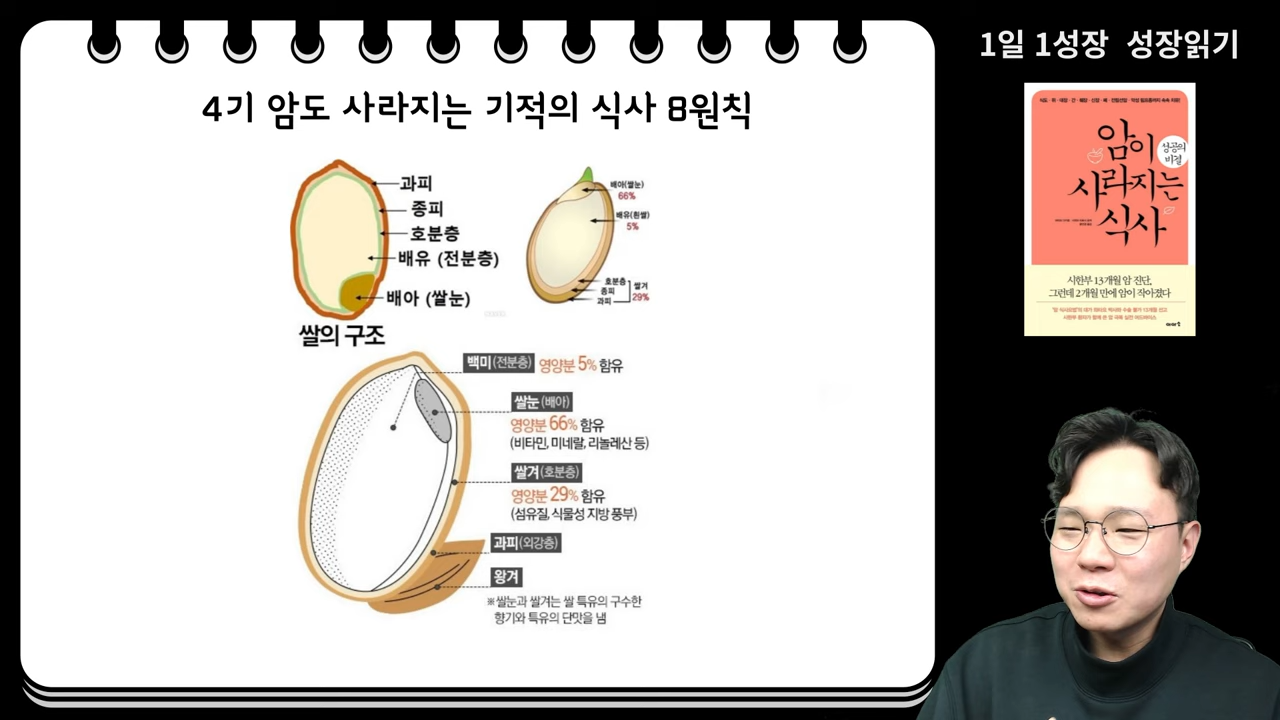 1일 1성장 성장읽기
4기 암도 사라지는 기적의 식사 8원칙
과피
종피
호분층
배유 (전분층)
배아 (쌀눈)
쌀의 구조
배아(쌀눈)
66%
배유(흰쌀)
5%
호분층
종피
과피
쌀겨
29%
백미(전분층) 영양분 5% 함유
쌀눈(배아)
영양분 66% 함유
(비타민, 미네랄, 리놀레산 등)
쌀겨(호분층)
영양분 29% 함유
(섬유질, 식물성 지방 풍부)
과피(외강층)
왕겨
※쌀눈과 쌀겨는 쌀 특유의 구수한
향기와 특유의 단맛을 냄
암이
사라지는
식사
성공의
비결
시한부 13개월 암 진단,
그런데 2개월 만에 암이 작아졌다